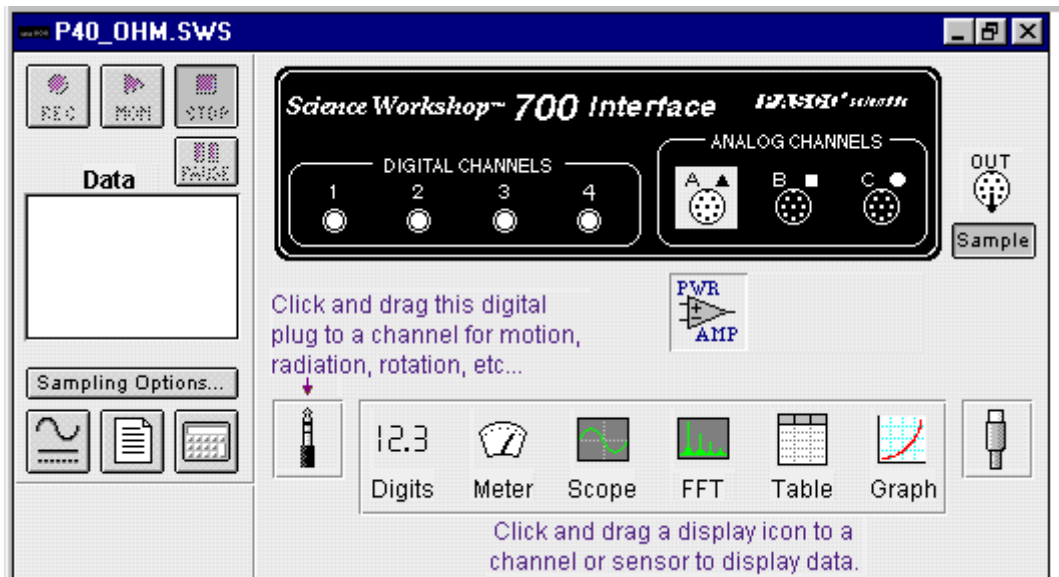 P40_OHM.SWS
REC MON STOP
PAUSE
Data
Sampling Options...
Science Workshop™ 700 Interface PASCO scientific
DIGITAL CHANNELS
1 2 3 4
ANALOG CHANNELS
A B C
OUT
Sample
Click and drag this digital
plug to a channel for motion,
radiation, rotation, etc...
PWR
AMP
12.3
Digits Meter Scope FFT Table Graph
Click and drag a display icon to a
channel or sensor to display data.